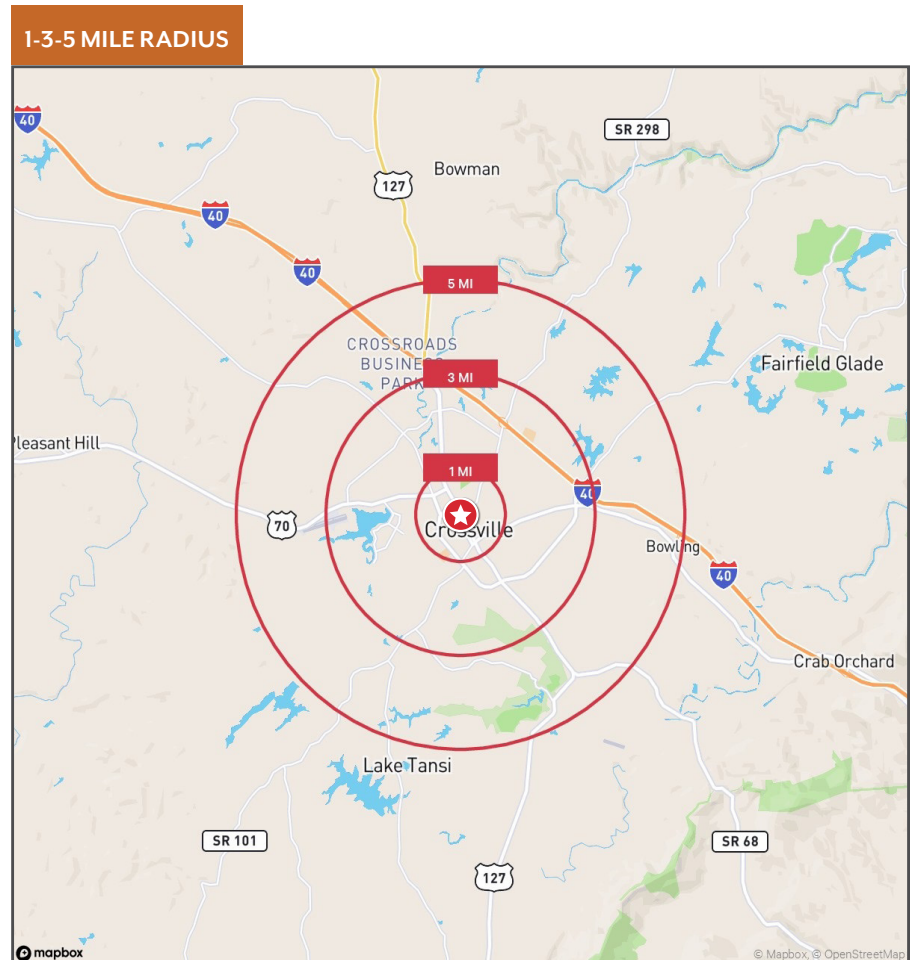 1-3-5 MILE RADIUS
40
SR 298
Bowman
127
40
40
5 MI
CROSSROADS
BUSINESS
PARK
Fairfield Glade
3 MI
Pleasant Hill
1 MI
40
70
Crossville
Bowling
40
Crab Orchard
Lake Tansi
SR 101
SR 68
127
mapbox
© Mapbox, © OpenStreetMap